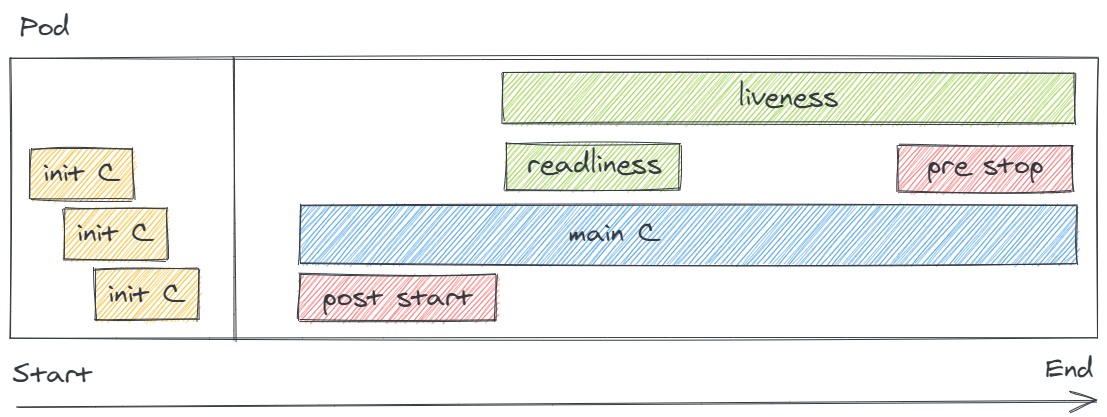 Pod
liveness
init C
readliness
pre stop
init C
main C
init C
post start
Start
End